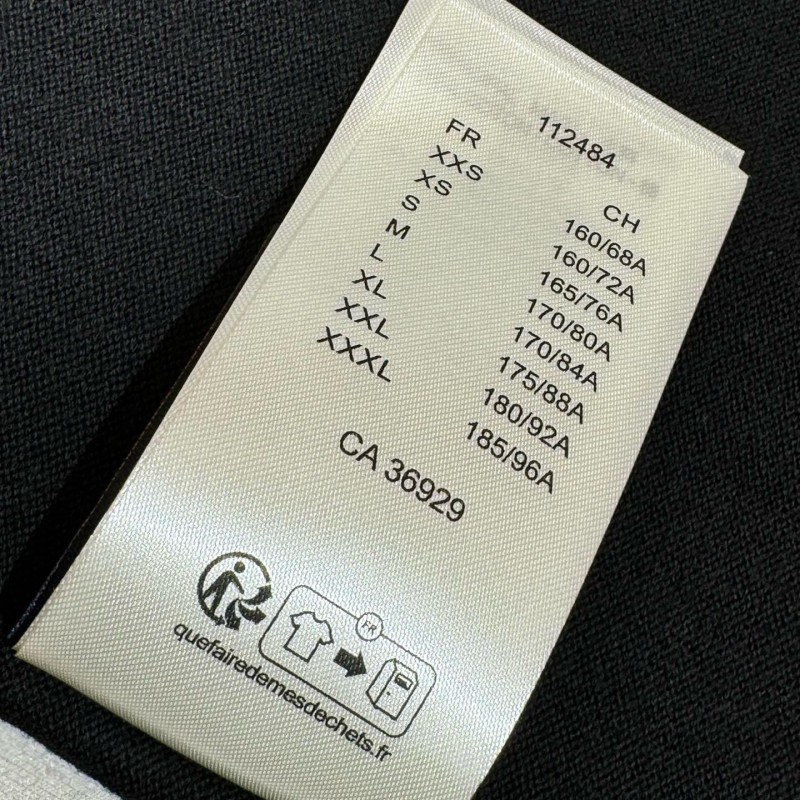 112484
FR CH
XXS 160/68A
XS 160/72A
S 165/76A
M 170/80A
L 170/84A
XL 175/88A
XXL 180/92A
XXXL 185/96A
CA 36929
FR
quefairedemesdechets.fr